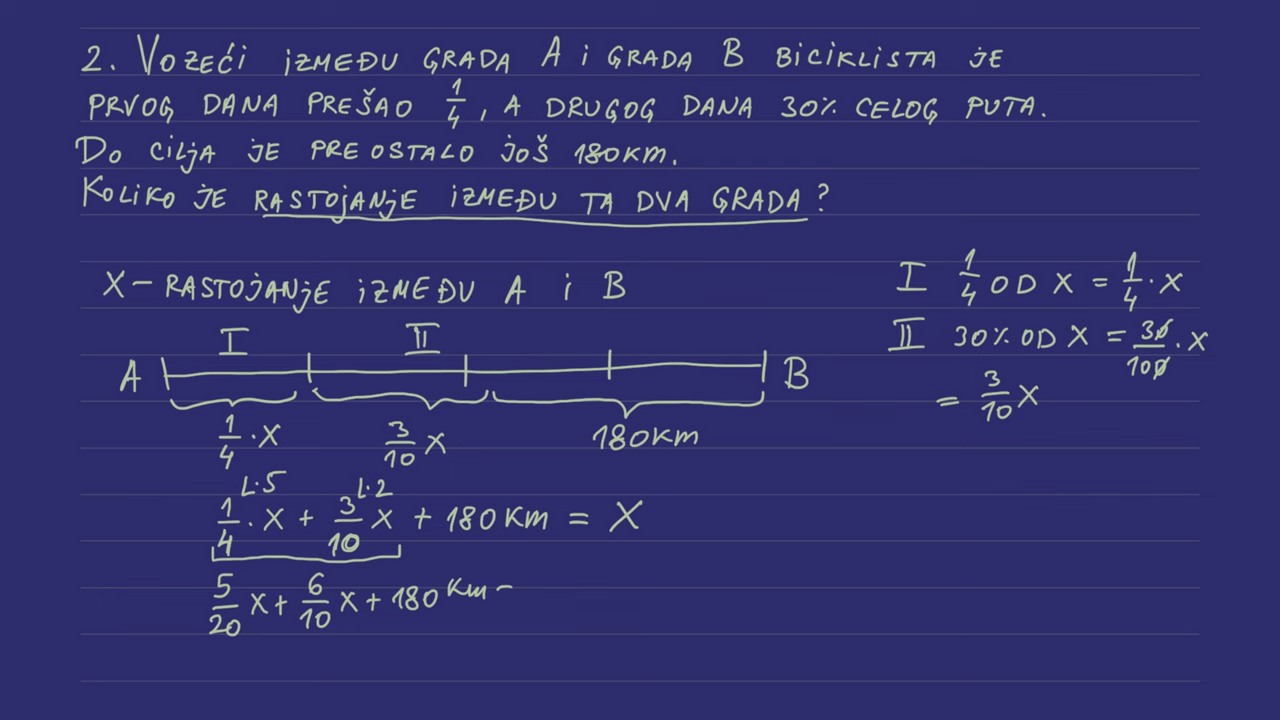 2. Vozeći između grada A i grada B biciklista je
prvog dana prešao 1/4, a drugog dana 30% celog puta.
Do cilja je preostalo još 180km.
Koliko je rastojanje između ta dva grada?
X – rastojanje između A i B
I 1/4 od X = 1/4 · X
II 30% od X = 30/100 · X
= 3/10 X
I II
A B
1/4 · X 3/10 X 180km
L·5 L·2
1/4 · X + 3/10 X + 180 km = X
5/20 X + 6/10 X + 180 km -